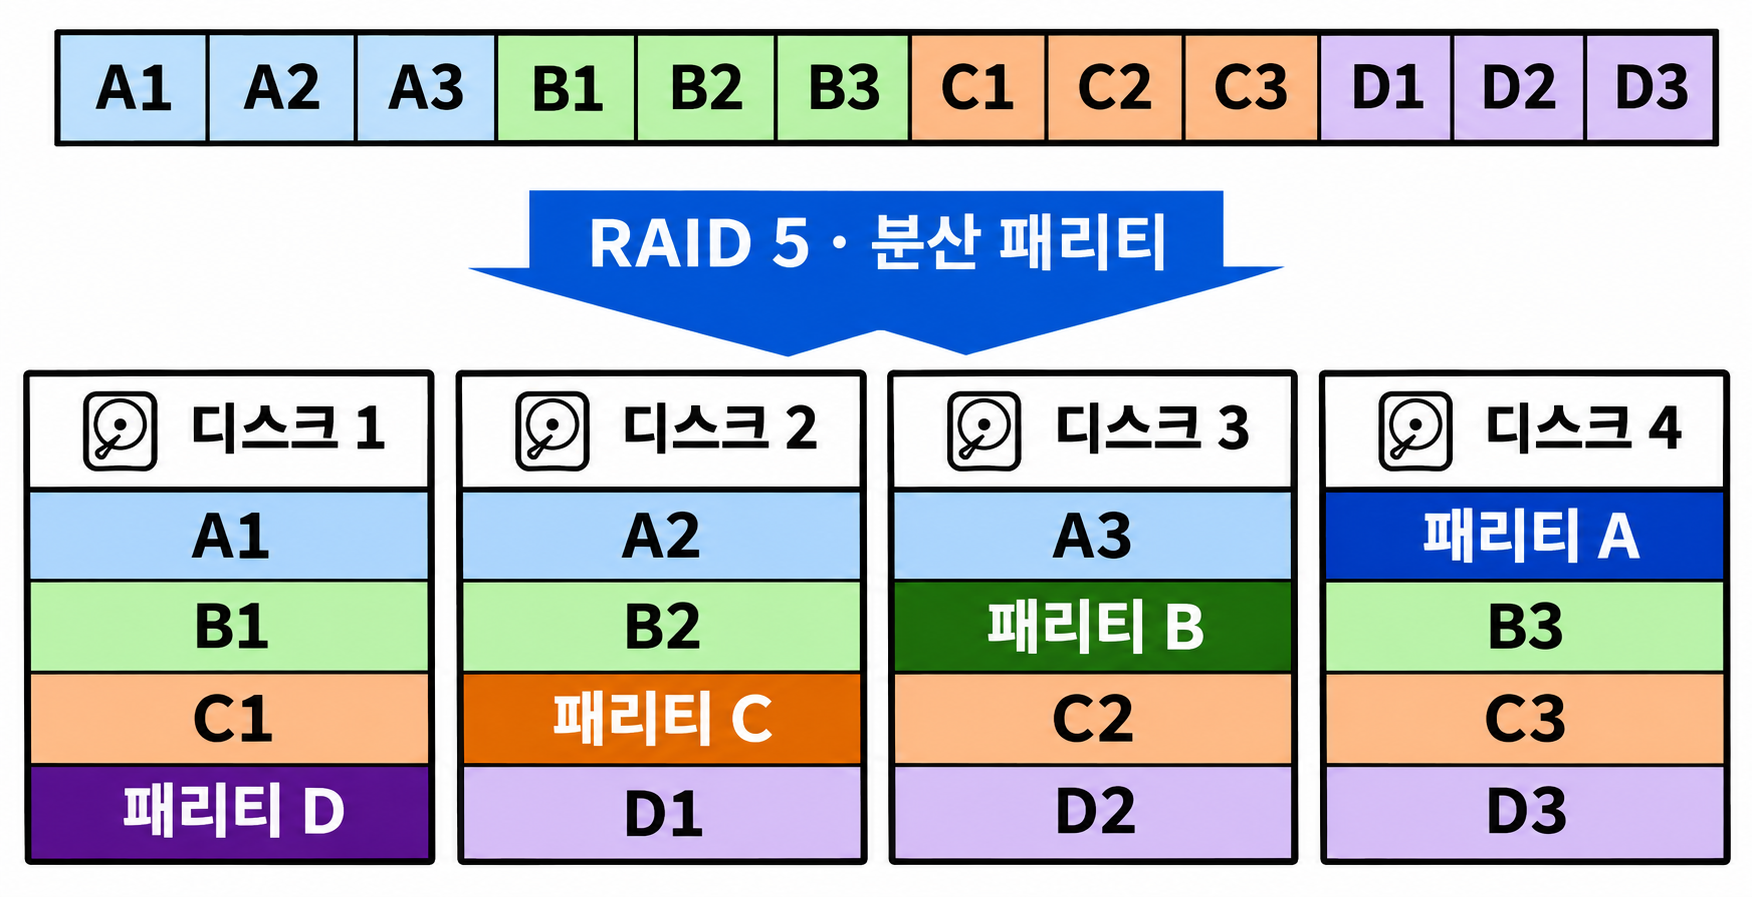 A1 A2 A3 B1 B2 B3 C1 C2 C3 D1 D2 D3
RAID 5 · 분산 패리티
디스크 1 디스크 2 디스크 3 디스크 4
A1 A2 A3 패리티 A
B1 B2 패리티 B B3
C1 패리티 C C2 C3
패리티 D D1 D2 D3